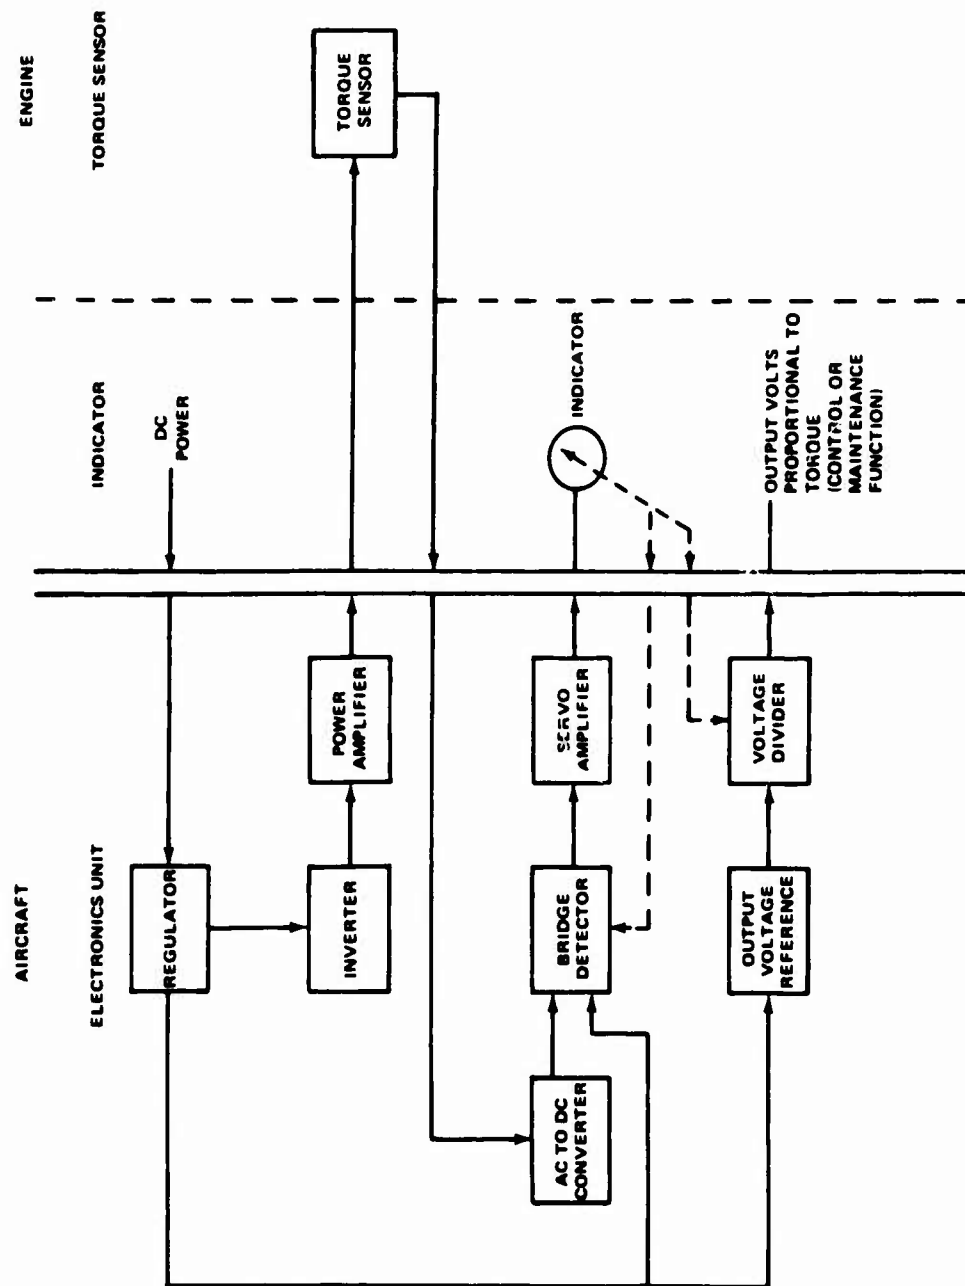 AIRCRAFT
ENGINE
ELECTRONICS UNIT
INDICATOR
TORQUE SENSOR
REGULATOR
DC
POWER
INVERTER
POWER
AMPLIFIER
TORQUE
SENSOR
AC TO DC
CONVERTER
BRIDGE
DETECTOR
SERVO
AMPLIFIER
INDICATOR
OUTPUT
VOLTAGE
REFERENCE
VOLTAGE
DIVIDER
OUTPUT VOLTS
PROPORTIONAL TO
TORQUE
(CONTROL OR
MAINTENANCE
FUNCTION)